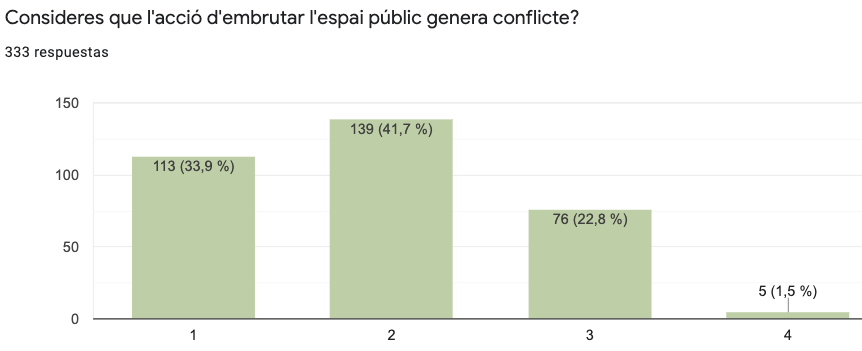 Consideres que l'acció d'embrutar l'espai públic genera conflicte?
333 respuestas
150
139 (41,7 %)
113 (33,9 %)
100
76 (22,8 %)
50
5 (1,5 %)
0
1 2 3 4